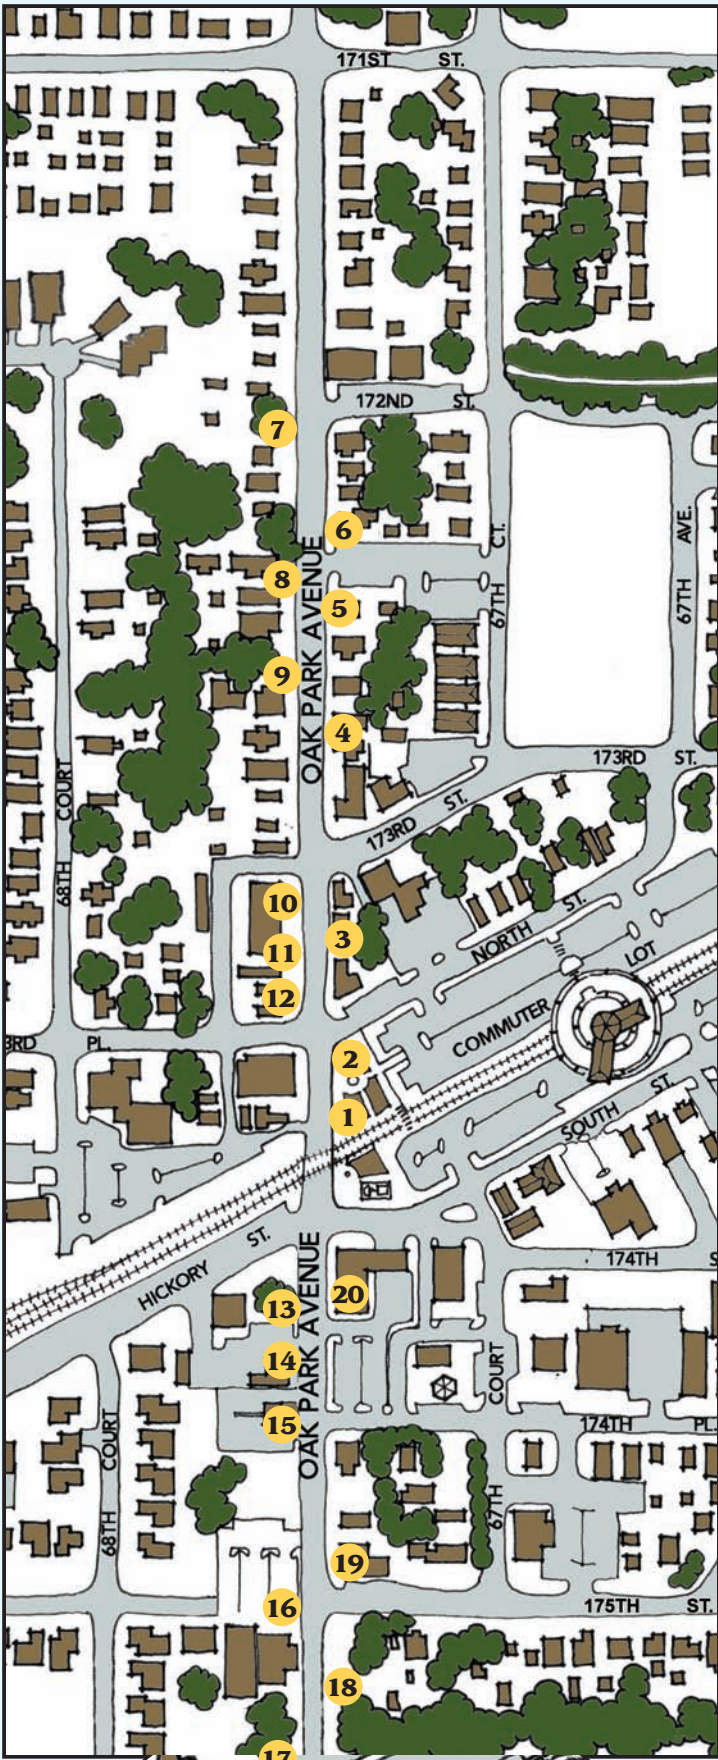 171ST ST.
172ND ST.
7
6
CT.
AVE.
8
5
67TH
67TH
OAK PARK AVENUE
9
4
173RD ST.
68TH COURT
173RD ST.
10
3
NORTH ST.
11
LOT
12
3RD PL.
COMMUTER
2
1
SOUTH ST.
HICKORY ST.
174TH S
20
13
OAK PARK AVENUE
14
COURT
15
174TH PL.
68TH COURT
67TH
19
16
175TH ST.
18
17